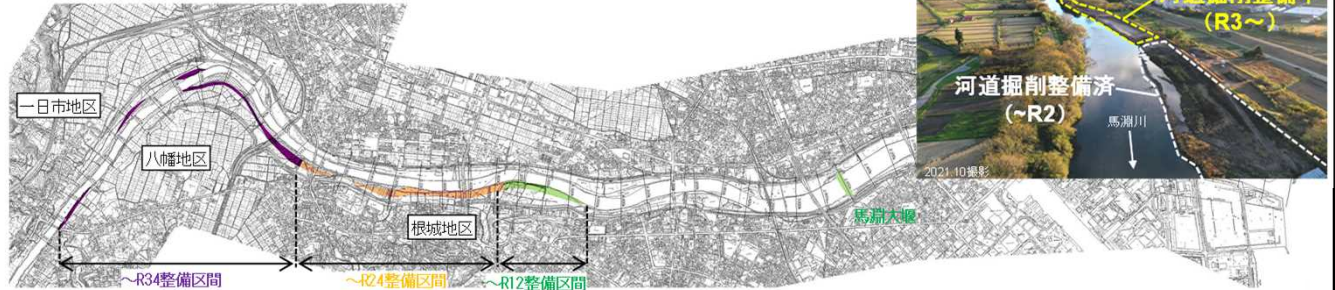 (R3～)
河道掘削整備済
(~R2)
馬淵川
2021.10撮影
一日市地区
八幡地区
根城地区
馬淵大堰
～R34整備区間
～R24整備区間
～R12整備区間